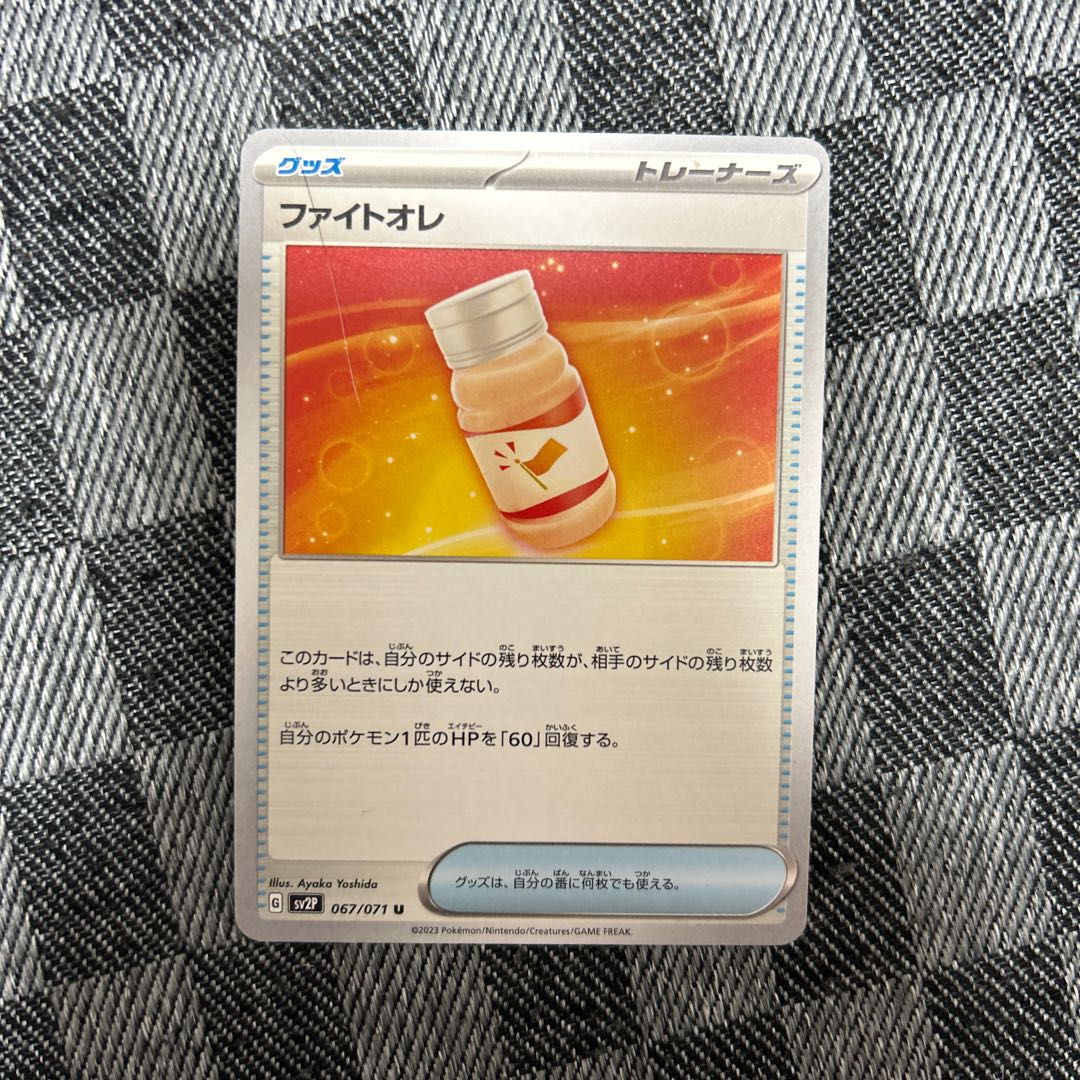 グッズ トレーナーズ
ファイトオレ
このカードは、自分のサイドの残り枚数が、相手のサイドの残り枚数
より多いときにしか使えない。
自分のポケモン1匹のHPを「60」回復する。
グッズは、自分の番に何枚でも使える。
Illus. Ayaka Yoshida
G sv2P 067/071 U
©2023 Pokémon/Nintendo/Creatures/GAME FREAK.